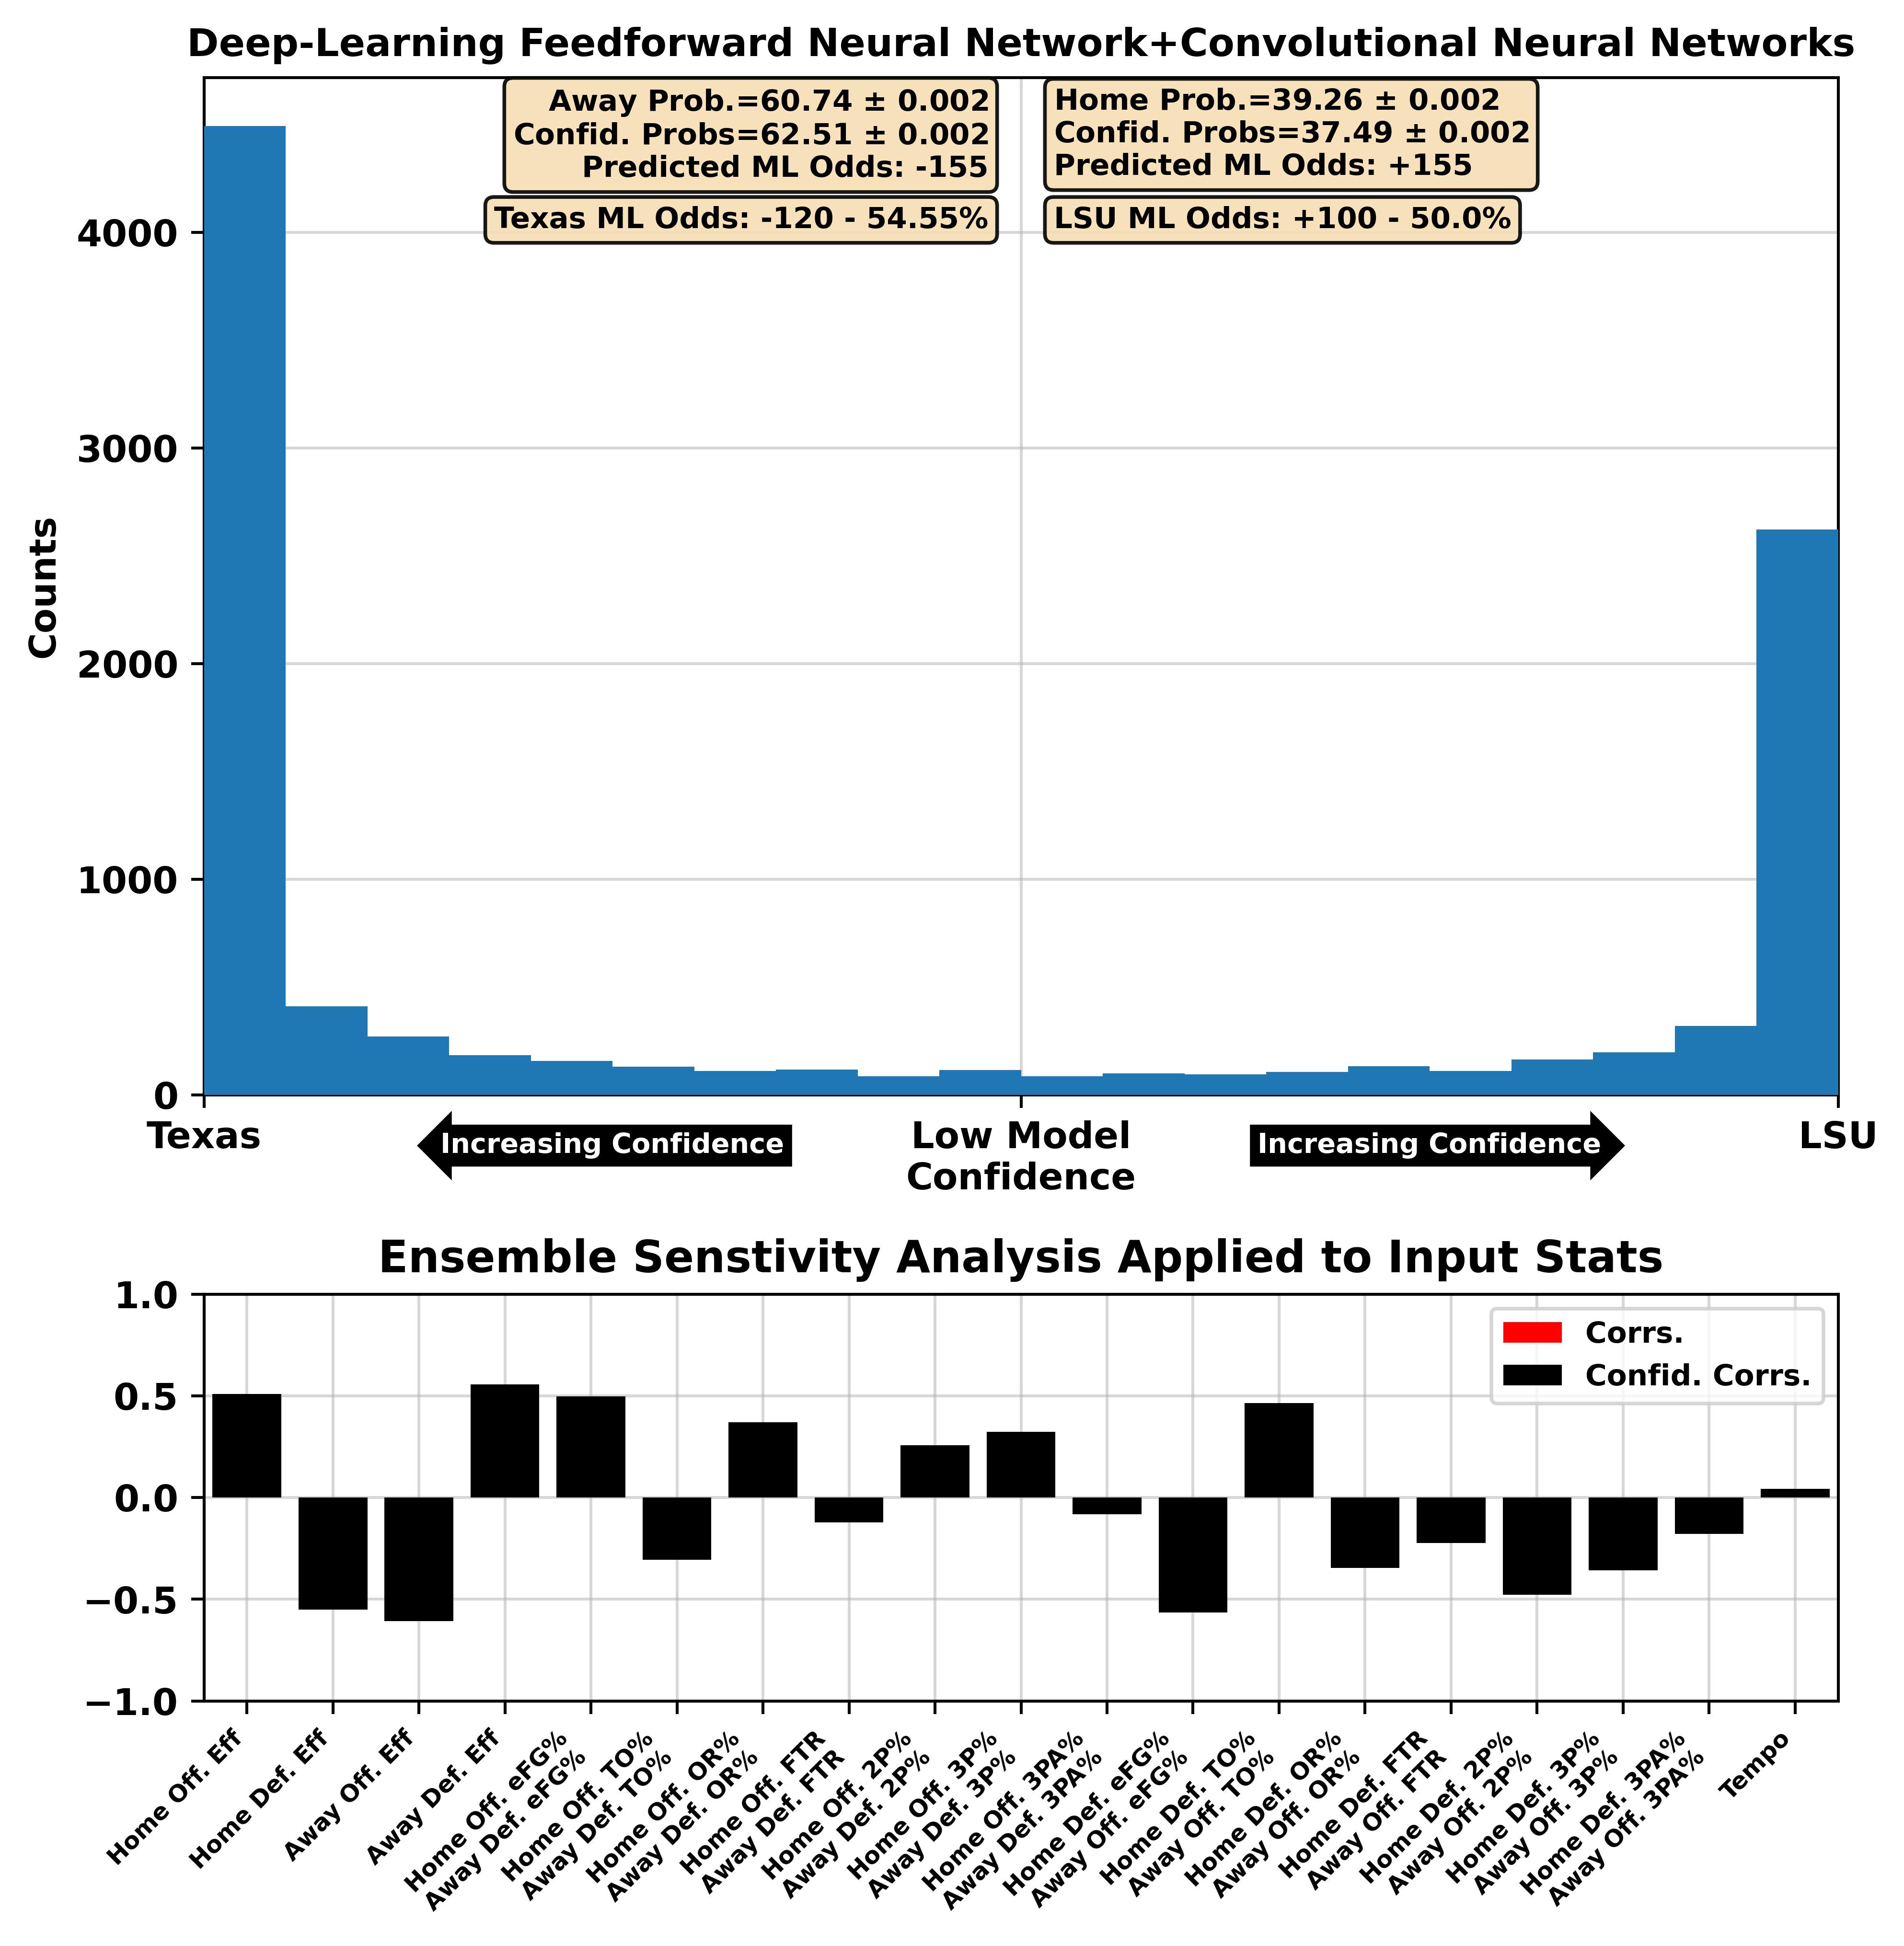 Deep-Learning Feedforward Neural Network+Convolutional Neural Networks
Away Prob.=60.74 ± 0.002
Confid. Probs=62.51 ± 0.002
Predicted ML Odds: -155
Texas ML Odds: -120 - 54.55%
Home Prob.=39.26 ± 0.002
Confid. Probs=37.49 ± 0.002
Predicted ML Odds: +155
LSU ML Odds: +100 - 50.0%
Counts
4000
3000
2000
1000
0
Texas
Increasing Confidence
Low Model
Confidence
Increasing Confidence
LSU
Ensemble Senstivity Analysis Applied to Input Stats
1.0
0.5
0.0
−0.5
−1.0
Corrs.
Confid. Corrs.
Home Off. Eff
Home Def. Eff
Away Off. Eff
Away Def. Eff
Home Off. eFG%
Away Def. eFG%
Home Off. TO%
Away Def. TO%
Home Off. OR%
Away Def. OR%
Home Off. FTR
Away Def. FTR
Home Off. 2P%
Away Def. 2P%
Home Off. 3P%
Away Def. 3P%
Home Off. 3PA%
Away Def. 3PA%
Home Def. eFG%
Away Off. eFG%
Home Def. TO%
Away Off. TO%
Home Def. OR%
Away Off. OR%
Home Def. FTR
Away Off. FTR
Home Def. 2P%
Away Off. 2P%
Home Def. 3P%
Away Off. 3P%
Home Def. 3PA%
Away Off. 3PA%
Tempo